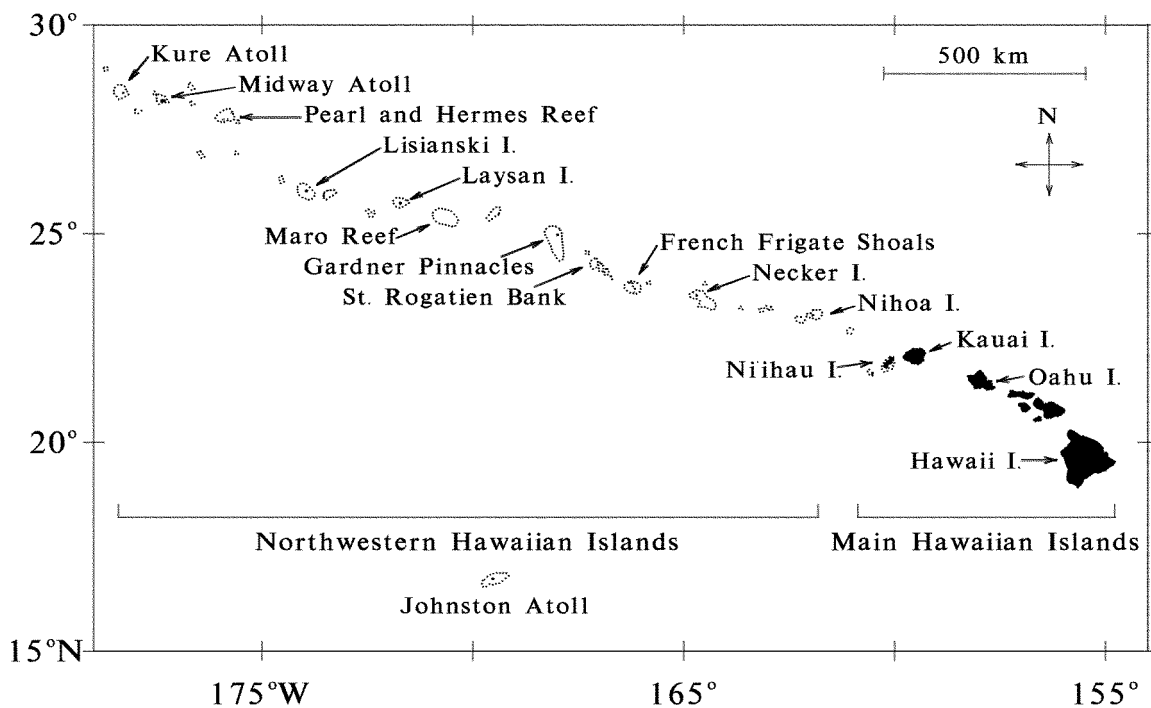 30°
Kure Atoll
500 km
Midway Atoll
Pearl and Hermes Reef
N
Lisianski I.
Laysan I.
25°
Maro Reef
French Frigate Shoals
Gardner Pinnacles
Necker I.
St. Rogatien Bank
Nihoa I.
Kauai I.
Niihau I.
Oahu I.
20°
Hawaii I.
Northwestern Hawaiian Islands
Main Hawaiian Islands
Johnston Atoll
15°N
175°W
165°
155°